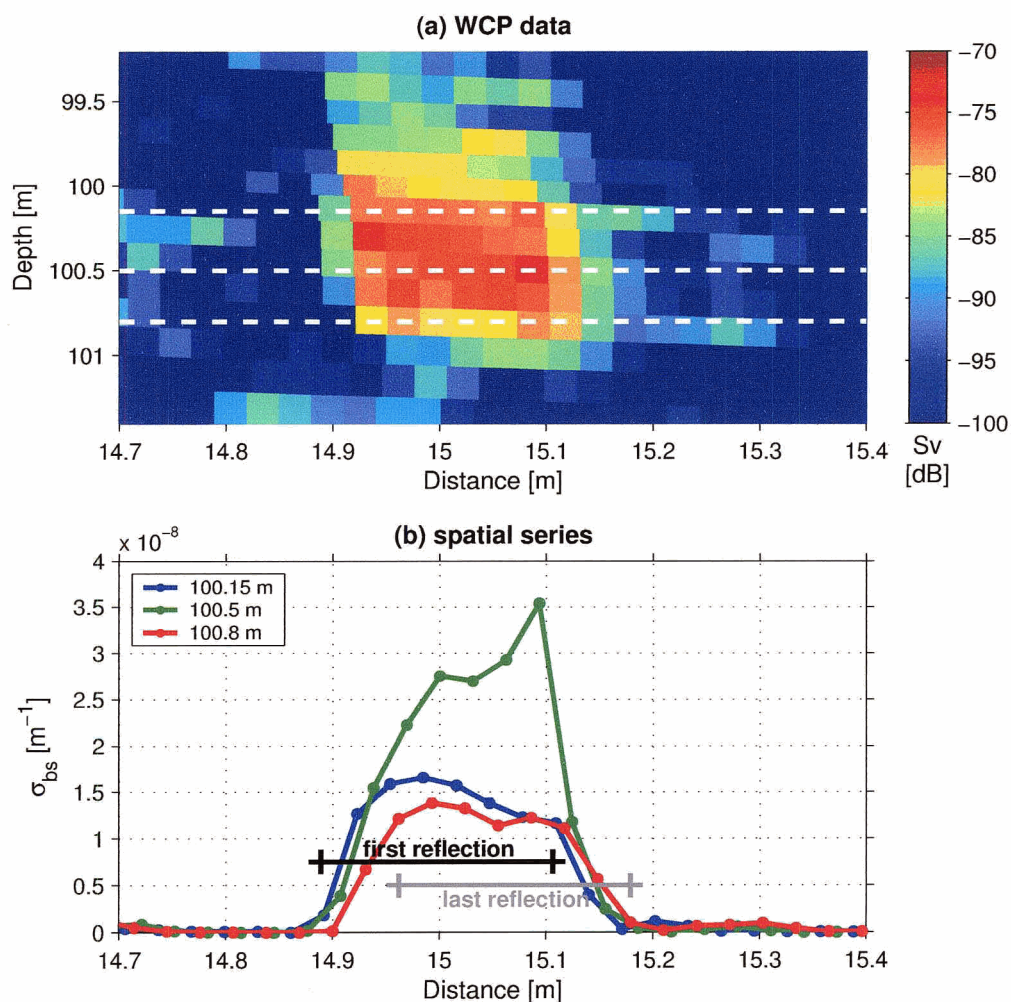 (a) WCP data
99.5
100
100.5
101
Depth [m]
14.7 14.8 14.9 15 15.1 15.2 15.3 15.4
Distance [m]
−70
−75
−80
−85
−90
−95
−100
Sv
[dB]
(b) spatial series
x 10⁻⁸
4
3.5
3
2.5
2
1.5
1
0.5
0
σbs [m⁻¹]
100.15 m
100.5 m
100.8 m
first reflection
last reflection
14.7 14.8 14.9 15 15.1 15.2 15.3 15.4
Distance [m]